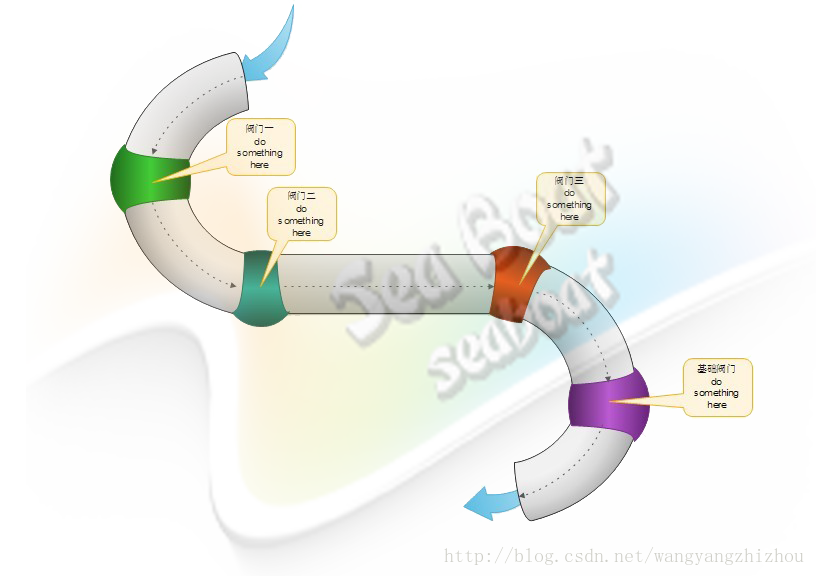 阀门一
do
something
here
阀门二
do
something
here
阀门三
do
something
here
Sea Boat
seaboat
基础阀门
do
something
here
http://blog.csdn.net/wangyangzhizhou